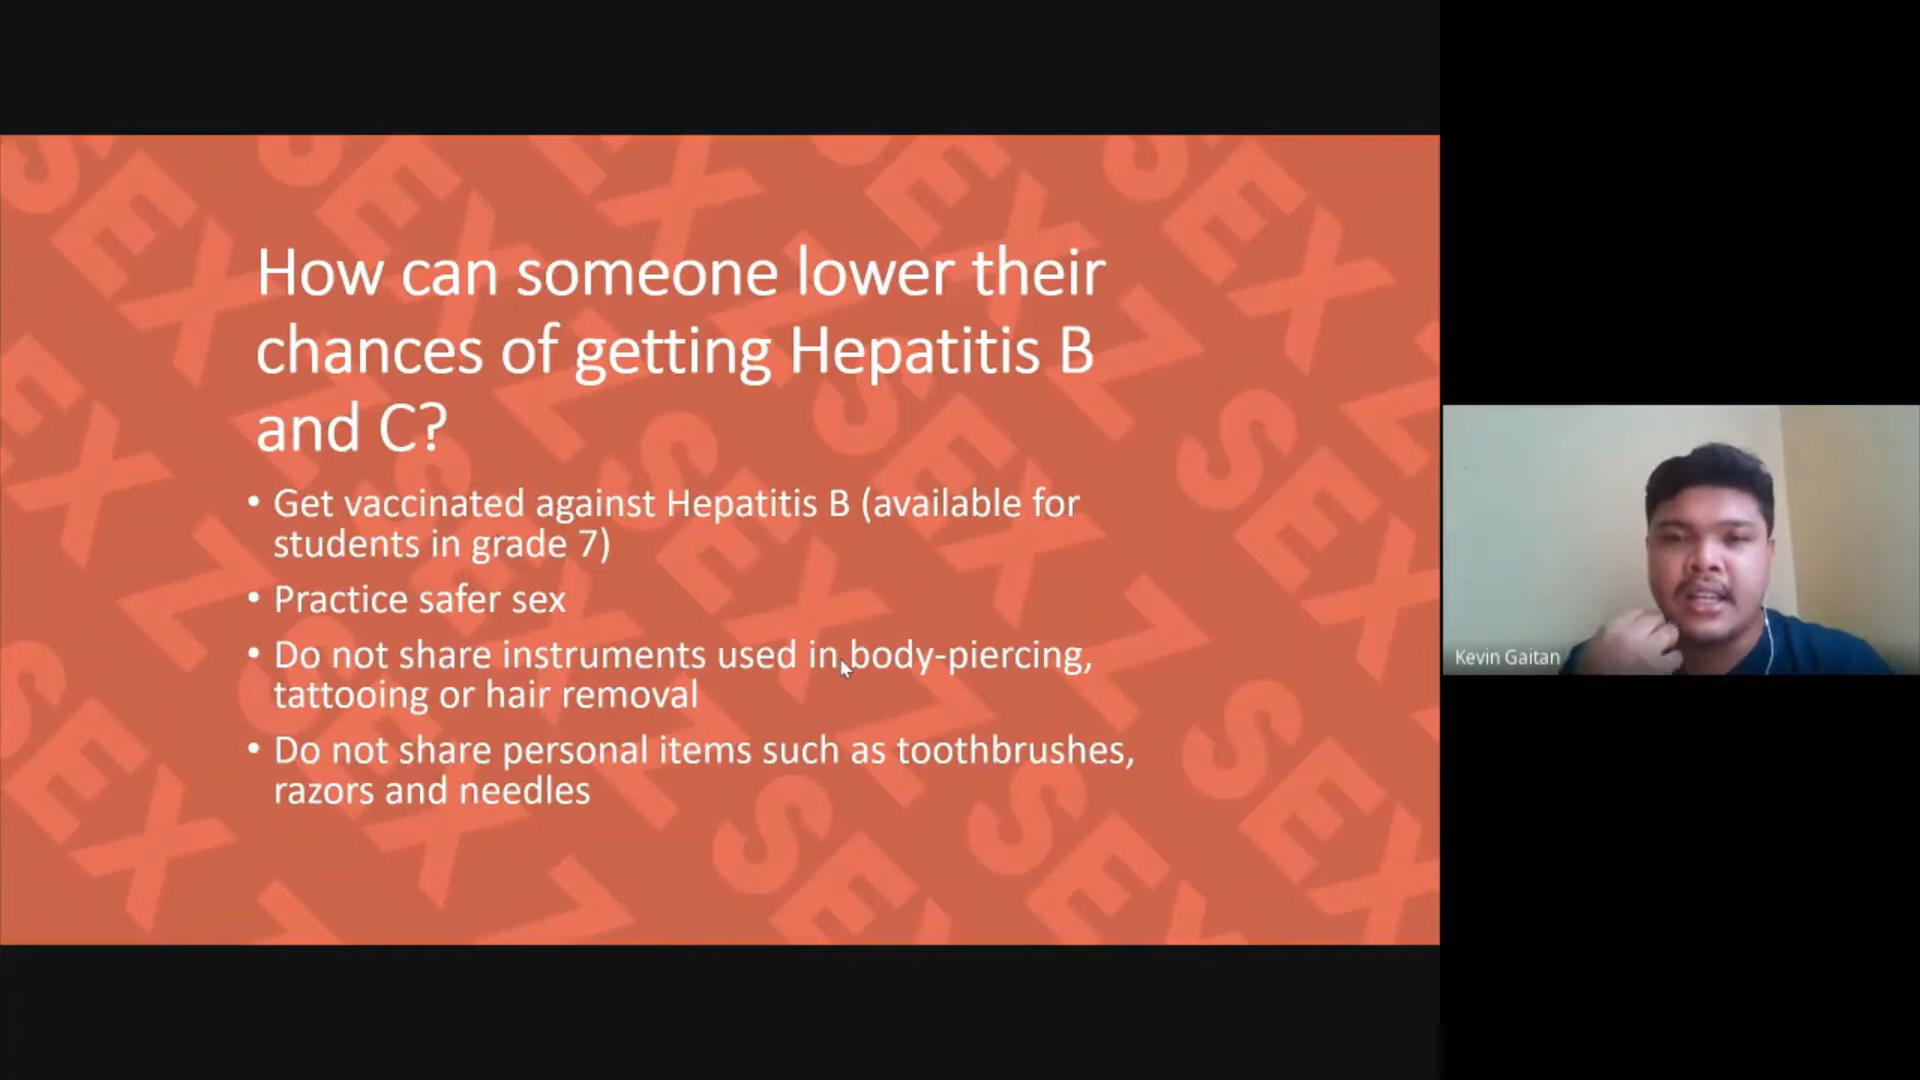 How can someone lower their
chances of getting Hepatitis B
and C?
• Get vaccinated against Hepatitis B (available for
students in grade 7)
• Practice safer sex
• Do not share instruments used in body-piercing,
tattooing or hair removal
• Do not share personal items such as toothbrushes,
razors and needles
Kevin Gaitan